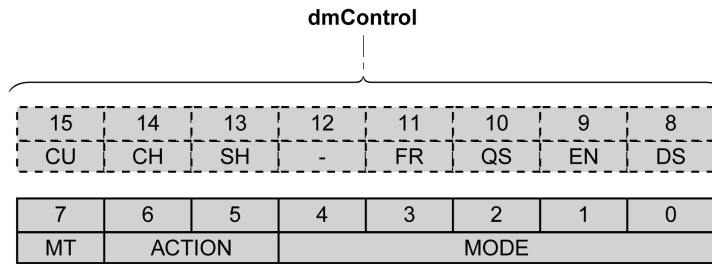 dmControl
15 14 13 12 11 10 9 8
CU CH SH - FR QS EN DS
7 6 5 4 3 2 1 0
MT ACTION MODE